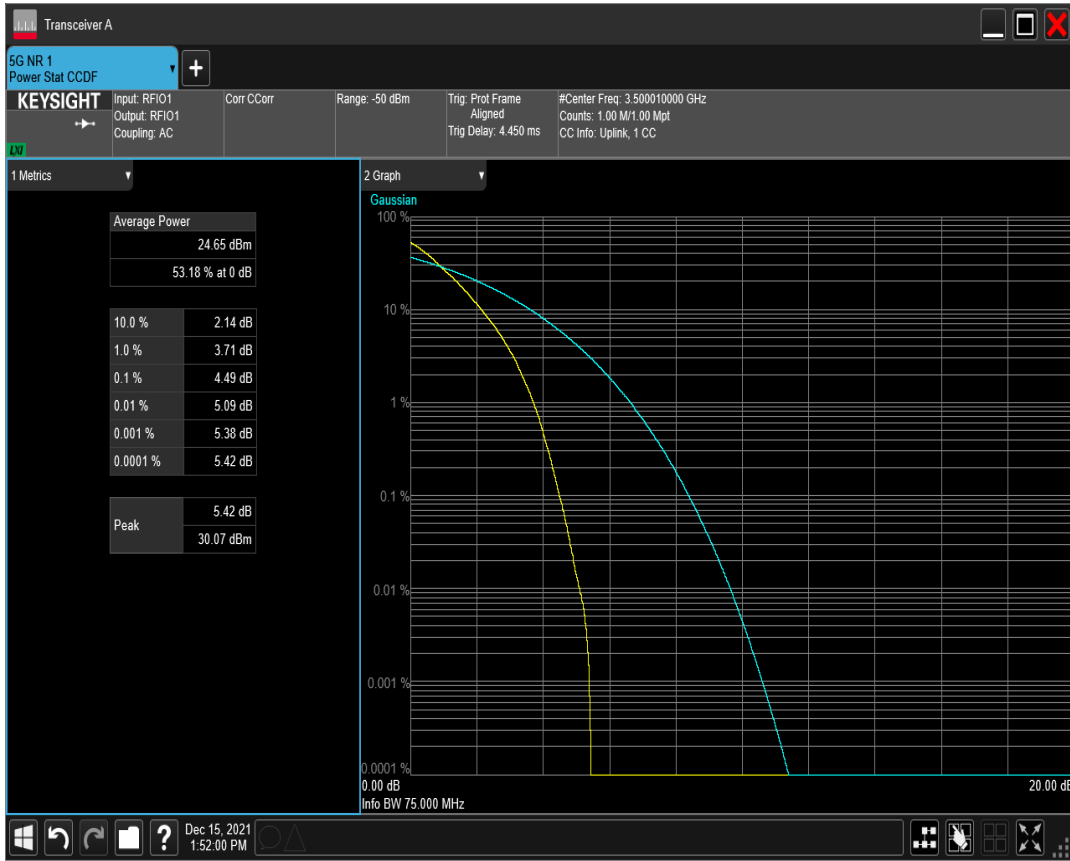 Transceiver A
5G NR 1
Power Stat CCDF
KEYSIGHT
LXI
Input: RFIO1
Output: RFIO1
Coupling: AC
Corr CCorr
Range: -50 dBm
Trig: Prot Frame
Aligned
Trig Delay: 4.450 ms
#Center Freq: 3.500010000 GHz
Counts: 1.00 M/1.00 Mpt
CC Info: Uplink, 1 CC
1 Metrics
Average Power
24.65 dBm
53.18 % at 0 dB
10.0 % 2.14 dB
1.0 % 3.71 dB
0.1 % 4.49 dB
0.01 % 5.09 dB
0.001 % 5.38 dB
0.0001 % 5.42 dB
Peak 5.42 dB
30.07 dBm
2 Graph
Gaussian
100 %
10 %
1 %
0.1 %
0.01 %
0.001 %
0.0001 %
0.00 dB 20.00 dB
Info BW 75.000 MHz
Dec 15, 2021
1:52:00 PM